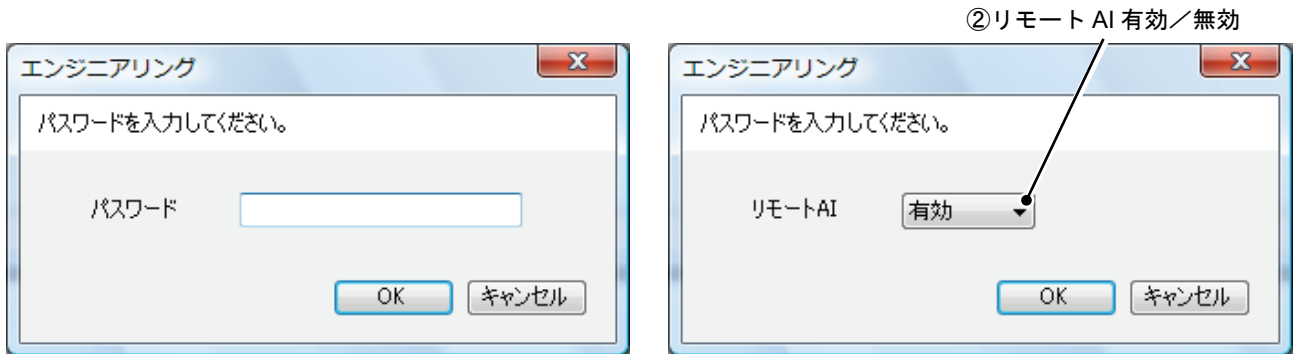 ②リモート AI 有効／無効
エンジニアリング
パスワードを入力してください。
パスワード
OK キャンセル
エンジニアリング
パスワードを入力してください。
リモートAI 有効
OK キャンセル